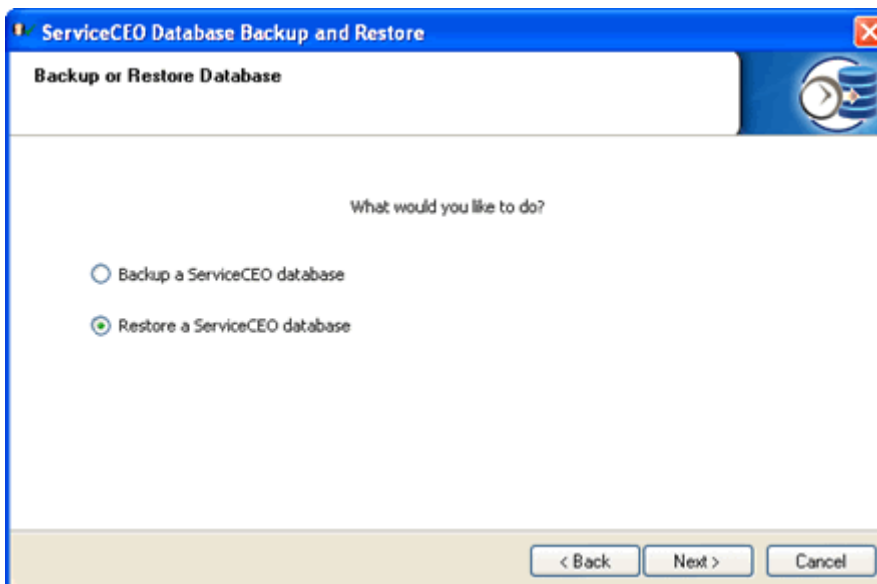 ServiceCEO Database Backup and Restore
Backup or Restore Database
What would you like to do?
Backup a ServiceCEO database
Restore a ServiceCEO database
< Back
Next >
Cancel